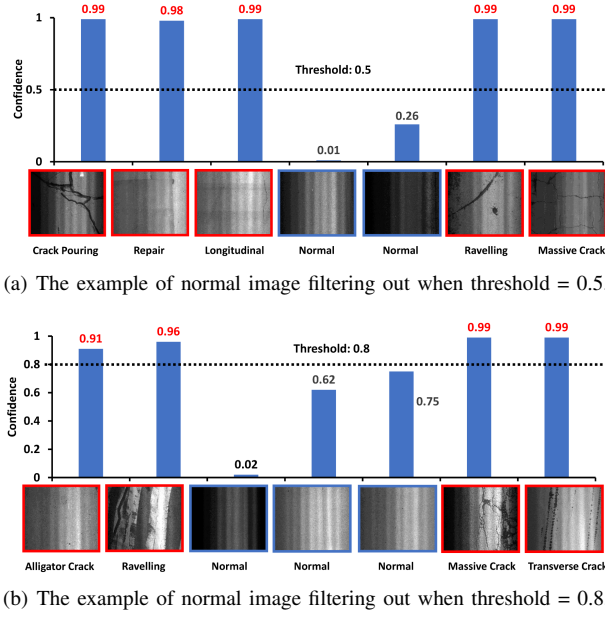 0.99 0.98 0.99 0.99 0.99
1
Threshold: 0.5
0.5
Confidence
0.26
0.01
0
Crack Pouring Repair Longitudinal Normal Normal Ravelling Massive Crack
(a) The example of normal image filtering out when threshold = 0.5.
0.91 0.96 0.99 0.99
1
Threshold: 0.8
0.8
0.62
0.6
0.75
Confidence
0.4
0.2
0.02
0
Alligator Crack Ravelling Normal Normal Normal Massive Crack Transverse Crack
(b) The example of normal image filtering out when threshold = 0.8